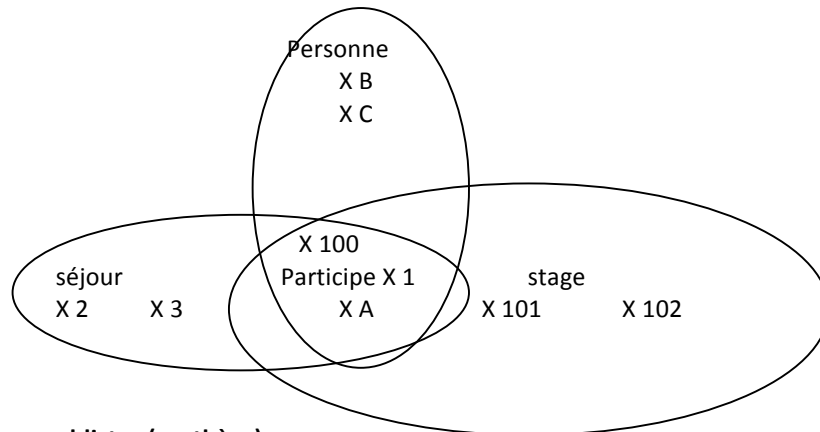 Personne
X B
X C
X 100
séjour Participe X 1 stage
X 2 X 3 X A X 101 X 102